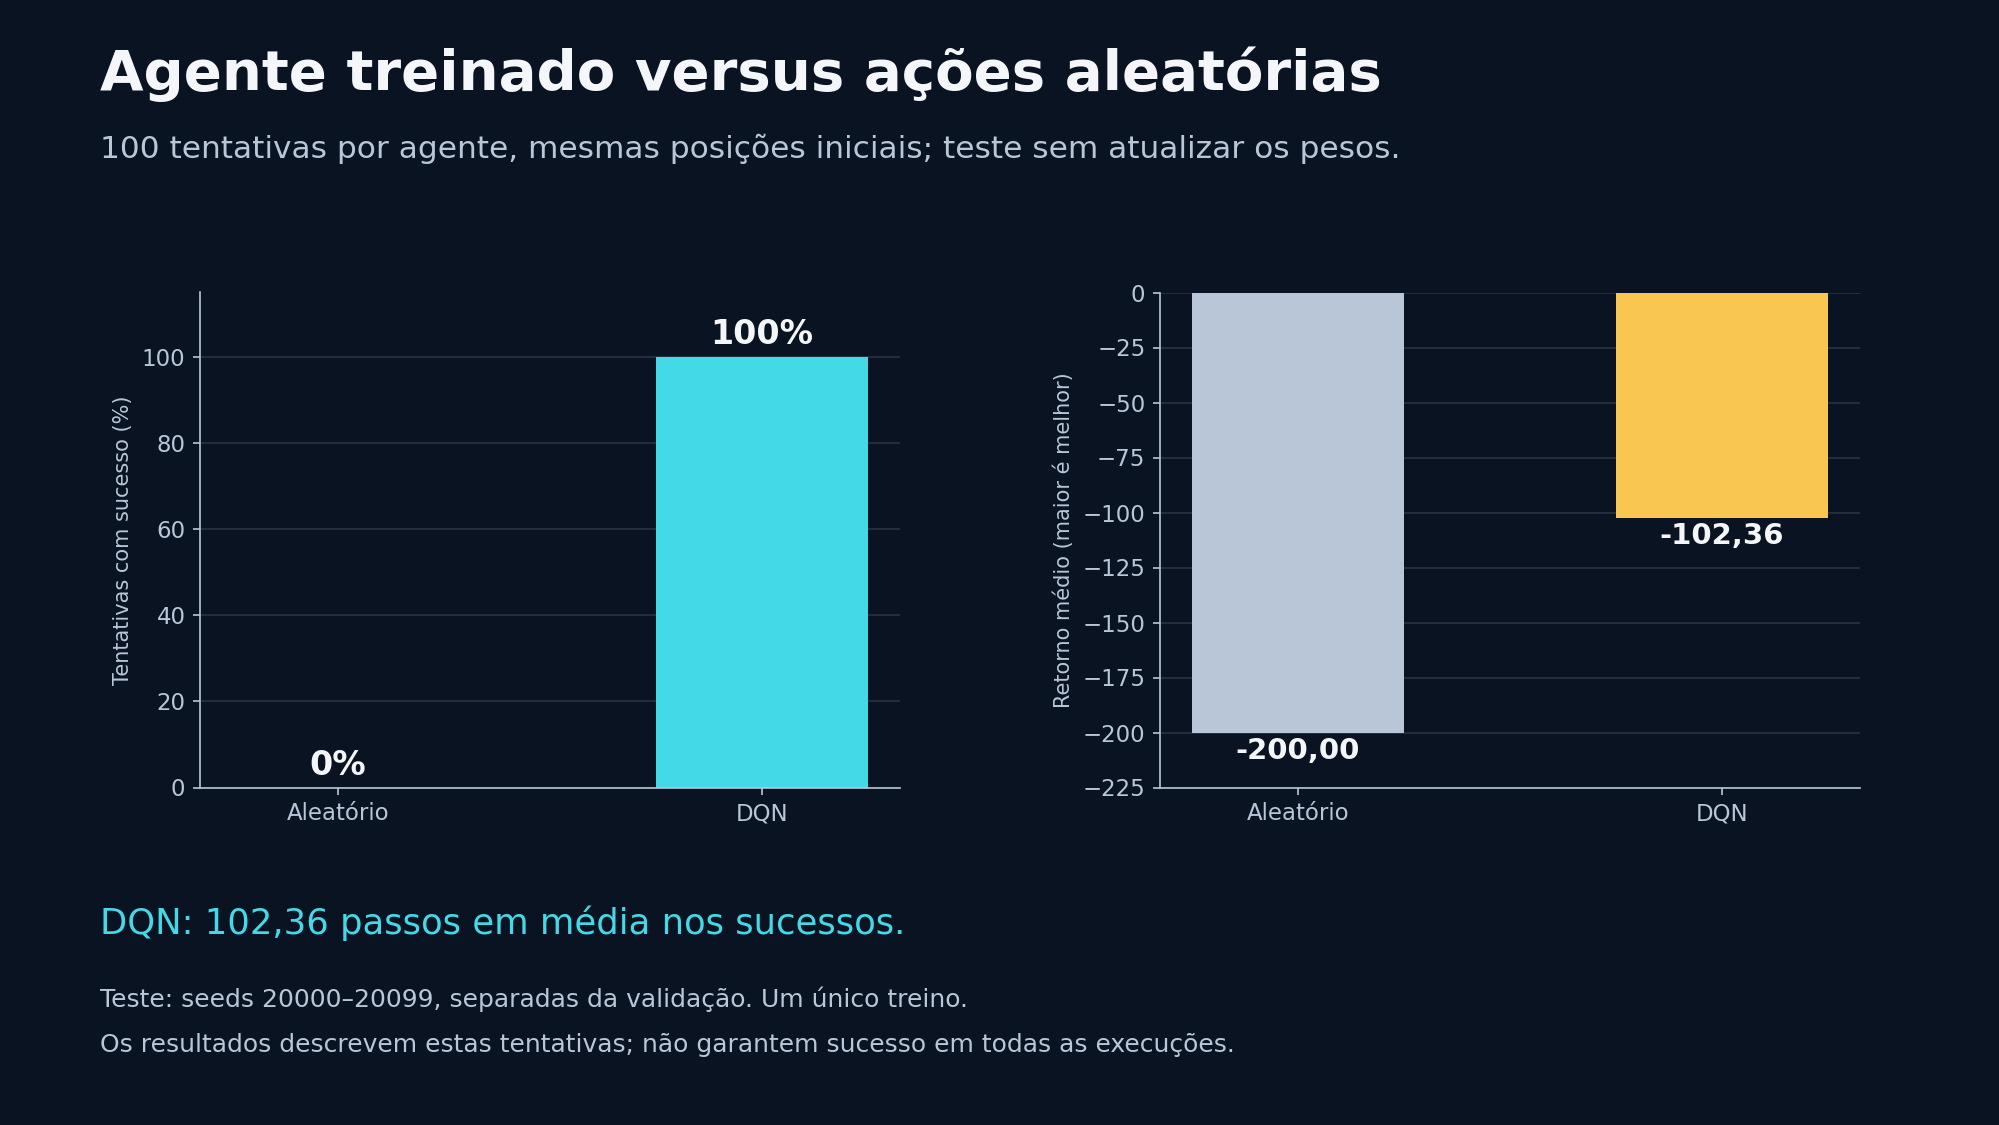 Agente treinado versus ações aleatórias
100 tentativas por agente, mesmas posições iniciais; teste sem atualizar os pesos.
Tentativas com sucesso (%)
100
80
60
40
20
0
0%
100%
Aleatório
DQN
Retorno médio (maior é melhor)
0
−25
−50
−75
−100
−125
−150
−175
−200
−225
-200,00
-102,36
Aleatório
DQN
DQN: 102,36 passos em média nos sucessos.
Teste: seeds 20000–20099, separadas da validação. Um único treino.
Os resultados descrevem estas tentativas; não garantem sucesso em todas as execuções.